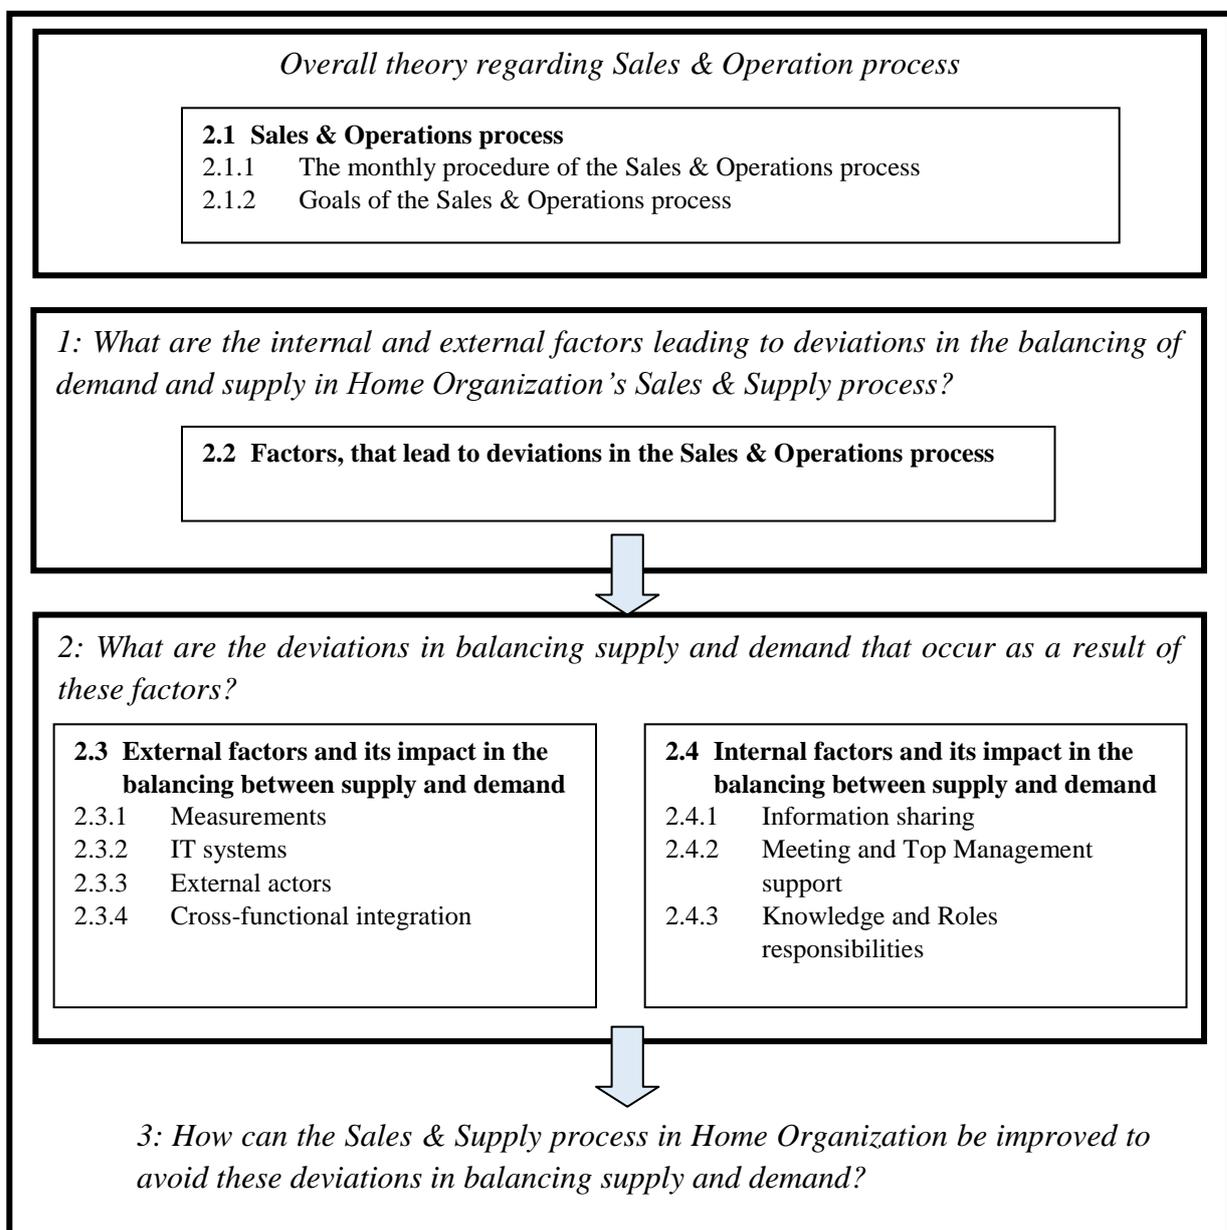 Overall theory regarding Sales & Operation process
2.1 Sales & Operations process
2.1.1 The monthly procedure of the Sales & Operations process
2.1.2 Goals of the Sales & Operations process
1: What are the internal and external factors leading to deviations in the balancing of
demand and supply in Home Organization’s Sales & Supply process?
2.2 Factors, that lead to deviations in the Sales & Operations process
2: What are the deviations in balancing supply and demand that occur as a result of
these factors?
2.3 External factors and its impact in the
balancing between supply and demand
2.3.1 Measurements
2.3.2 IT systems
2.3.3 External actors
2.3.4 Cross-functional integration
2.4 Internal factors and its impact in the
balancing between supply and demand
2.4.1 Information sharing
2.4.2 Meeting and Top Management
support
2.4.3 Knowledge and Roles
responsibilities
3: How can the Sales & Supply process in Home Organization be improved to
avoid these deviations in balancing supply and demand?